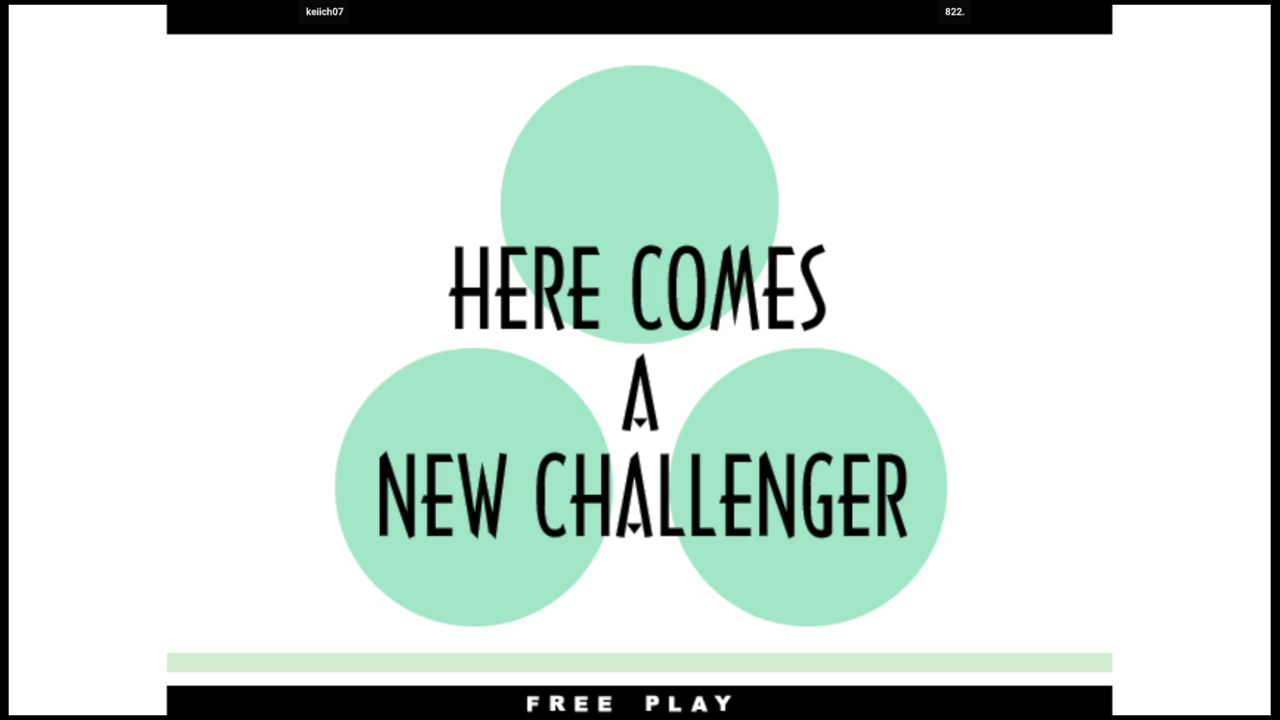 keiich07 822.
HERE COMES
A
NEW CHALLENGER
FREE PLAY